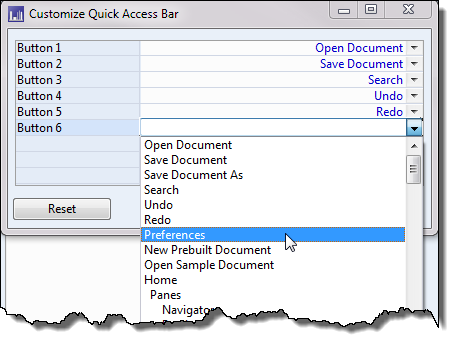 Customize Quick Access Bar
Button 1 Open Document
Button 2 Save Document
Button 3 Search
Button 4 Undo
Button 5 Redo
Button 6
Open Document
Save Document
Save Document As
Search
Undo
Redo
Preferences
New Prebuilt Document
Open Sample Document
Home
Panes
Navigator
Reset